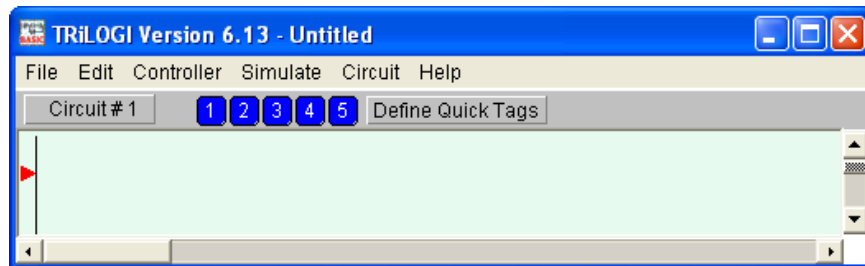 TRiLOGI Version 6.13 - Untitled
File Edit Controller Simulate Circuit Help
Circuit # 1 1 2 3 4 5 Define Quick Tags